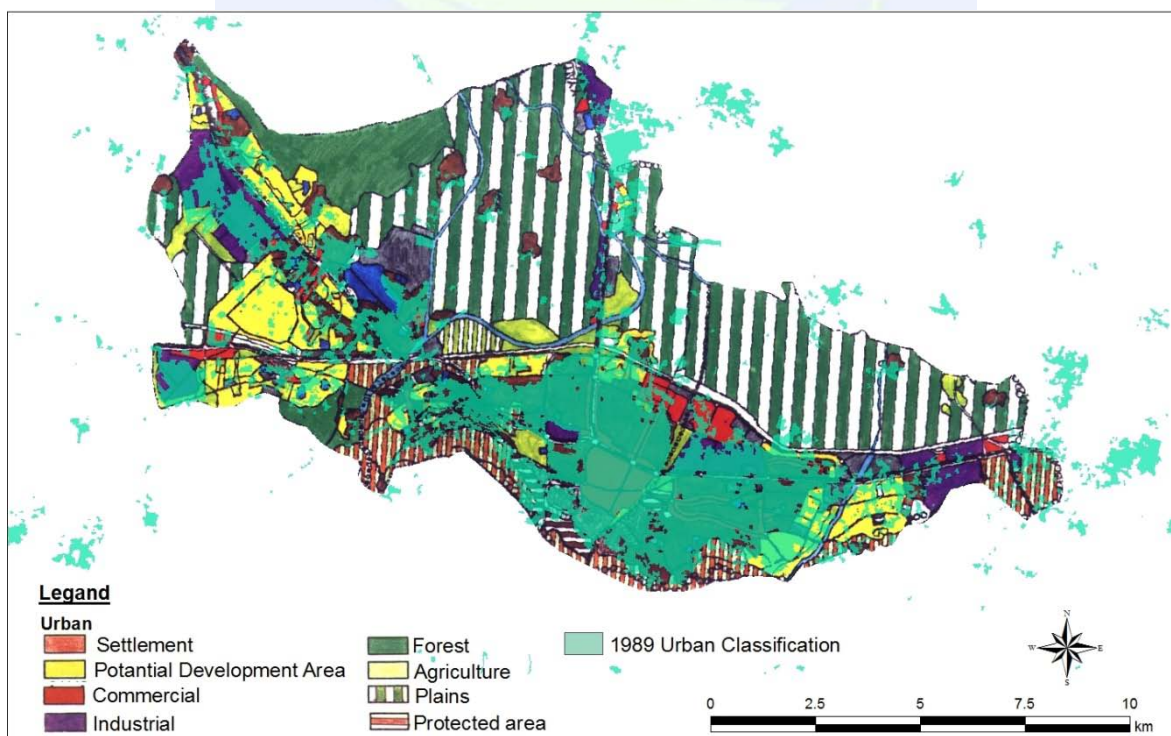 Legand
Urban
Settlement
Potantial Development Area
Commercial
Industrial
Forest
Agriculture
Plains
Protected area
1989 Urban Classification
N
W E
S
0 2.5 5 7.5 10
km